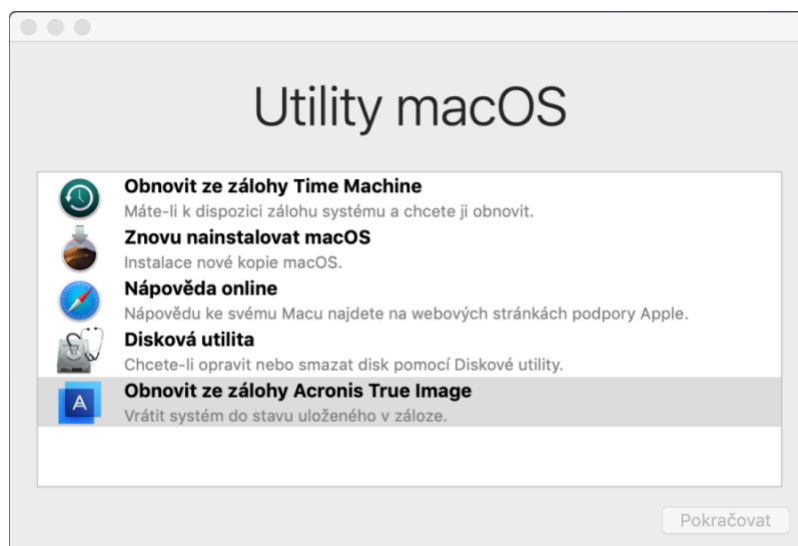 Utility macOS
Obnovit ze zálohy Time Machine
Máte-li k dispozici zálohu systému a chcete ji obnovit.
Znovu nainstalovat macOS
Instalace nové kopie macOS.
Nápověda online
Nápovědu ke svému Macu najdete na webových stránkách podpory Apple.
Disková utilita
Chcete-li opravit nebo smazat disk pomocí Diskové utility.
Obnovit ze zálohy Acronis True Image
Vrátit systém do stavu uloženého v záloze.
Pokračovat